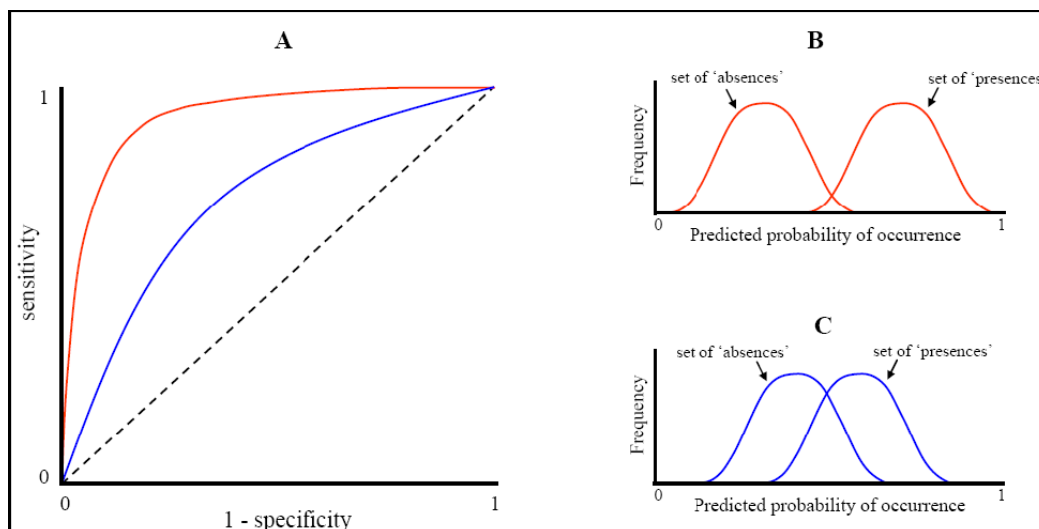 A
1
sensitivity
0
0
1 - specificity
1
B
set of ‘absences’
set of ‘presences’
Frequency
0
Predicted probability of occurrence
1
C
set of ‘absences’
set of ‘presences’
Frequency
0
Predicted probability of occurrence
1